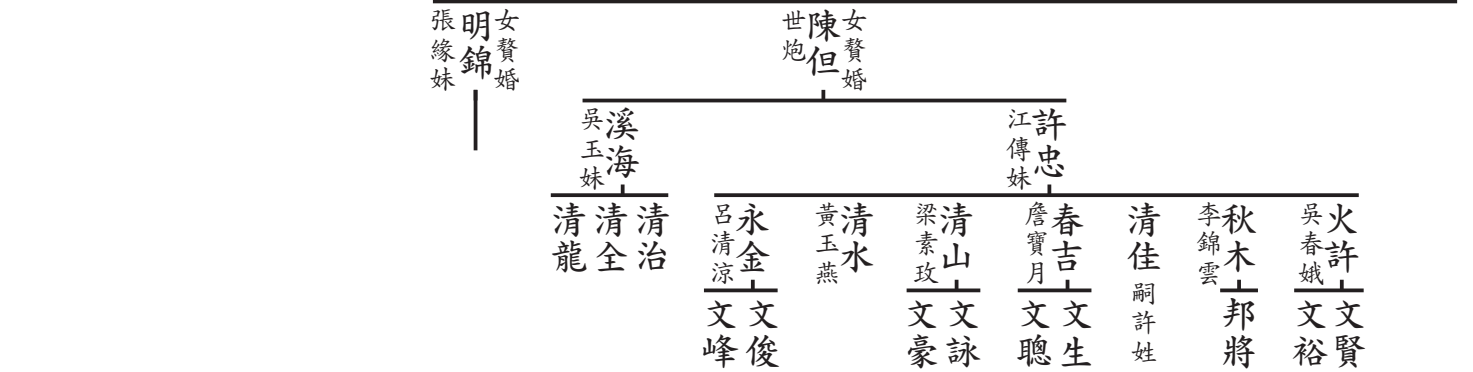 女贅婚
陳但
世炮
女贅婚
明錦
張緣妹
許忠
江傳妹
溪海
吳玉妹
火許
吳春娥
秋木
李錦雲
清佳
嗣許姓
春吉
詹寶月
清山
梁素玫
清水
黃玉燕
永金
呂清涼
清治
清全
清龍
文賢
文裕
邦將
文生
文聰
文詠
文豪
文俊
文峰